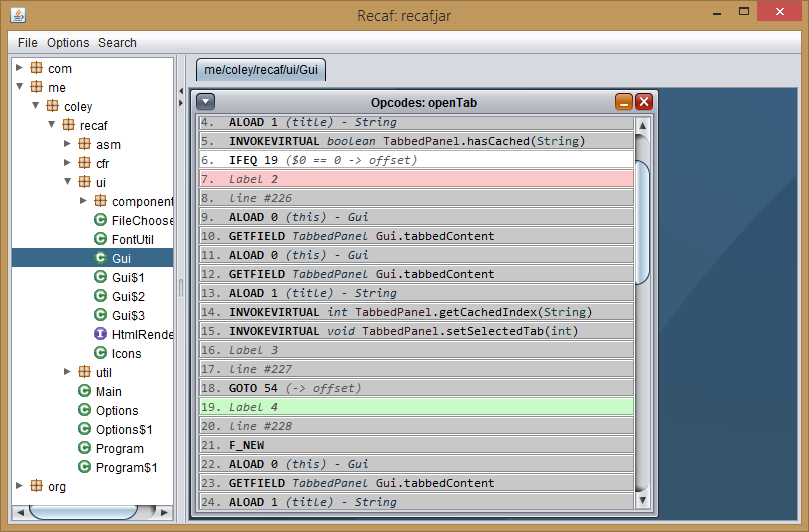 Recaf: recaf.jar
File Options Search
com
me
coley
recaf
asm
cfr
ui
component
FileChoose
FontUtil
Gui
Gui$1
Gui$2
Gui$3
HtmlRende
Icons
util
Main
Options
Options$1
Program
Program$1
org
me/coley/recaf/ui/Gui
Opcodes: openTab
4. ALOAD 1 (title) - String
5. INVOKEVIRTUAL boolean TabbedPanel.hasCached(String)
6. IFEQ 19 ($0 == 0 -> offset)
7. Label 2
8. line #226
9. ALOAD 0 (this) - Gui
10. GETFIELD TabbedPanel Gui.tabbedContent
11. ALOAD 0 (this) - Gui
12. GETFIELD TabbedPanel Gui.tabbedContent
13. ALOAD 1 (title) - String
14. INVOKEVIRTUAL int TabbedPanel.getCachedIndex(String)
15. INVOKEVIRTUAL void TabbedPanel.setSelectedTab(int)
16. Label 3
17. line #227
18. GOTO 54 (-> offset)
19. Label 4
20. line #228
21. F_NEW
22. ALOAD 0 (this) - Gui
23. GETFIELD TabbedPanel Gui.tabbedContent
24. ALOAD 1 (title) - String